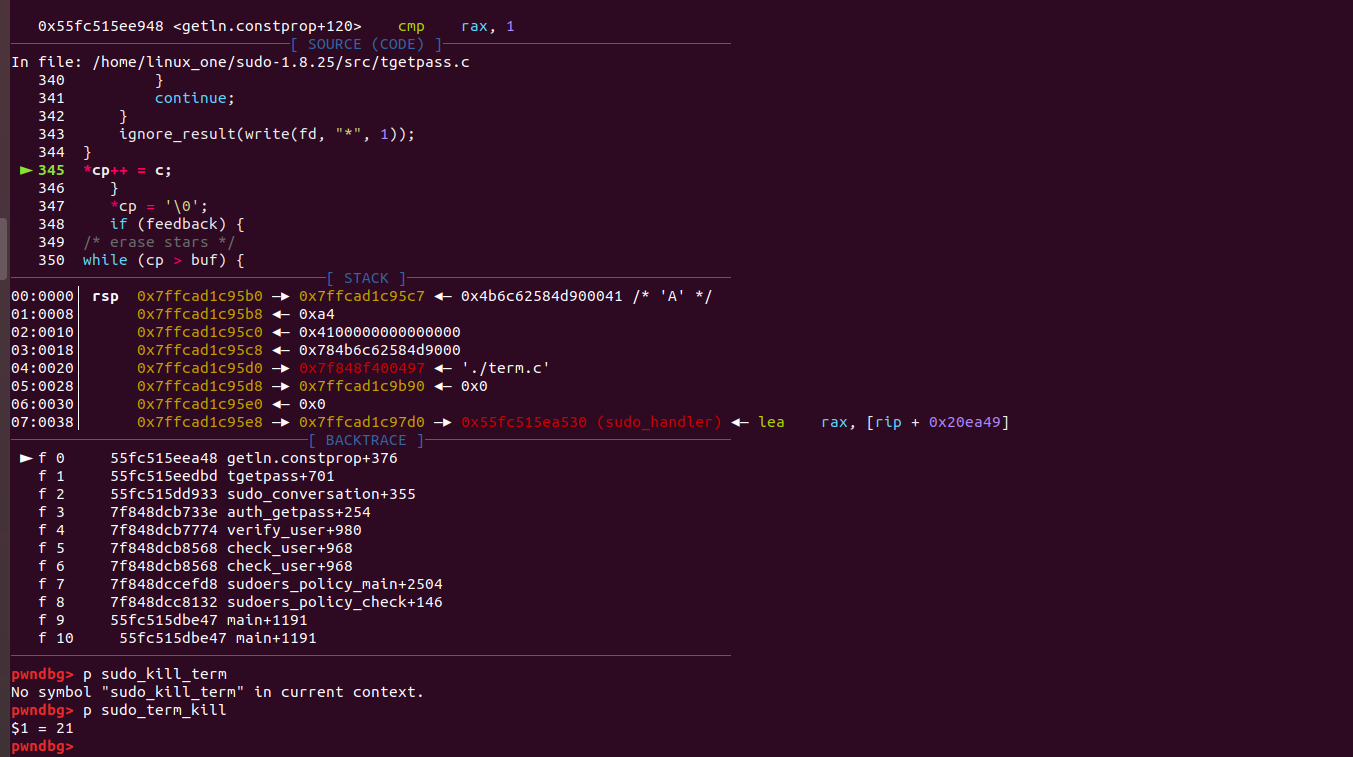 0x55fc515ee948 <getln.constprop+120>    cmp    rax, 1
[ SOURCE (CODE) ]
In file: /home/linux_one/sudo-1.8.25/src/tgetpass.c
   340          }
   341          continue;
   342      }
   343      ignore_result(write(fd, "*", 1));
   344  }
 ► 345  *cp++ = c;
   346     }
   347     *cp = '\0';
   348     if (feedback) {
   349  /* erase stars */
   350  while (cp > buf) {
[ STACK ]
00:0000│ rsp  0x7ffcad1c95b0 —▸ 0x7ffcad1c95c7 ◂— 0x4b6c62584d900041 /* 'A' */
01:0008│      0x7ffcad1c95b8 ◂— 0xa4
02:0010│      0x7ffcad1c95c0 ◂— 0x4100000000000000
03:0018│      0x7ffcad1c95c8 ◂— 0x784b6c62584d9000
04:0020│      0x7ffcad1c95d0 —▸ 0x7f848f400497 ◂— './term.c'
05:0028│      0x7ffcad1c95d8 —▸ 0x7ffcad1c9b90 ◂— 0x0
06:0030│      0x7ffcad1c95e0 ◂— 0x0
07:0038│      0x7ffcad1c95e8 —▸ 0x7ffcad1c97d0 —▸ 0x55fc515ea530 (sudo_handler) ◂— lea    rax, [rip + 0x20ea49]
[ BACKTRACE ]
 ► f 0     55fc515eea48 getln.constprop+376
   f 1     55fc515eedbd tgetpass+701
   f 2     55fc515dd933 sudo_conversation+355
   f 3     7f848dcb733e auth_getpass+254
   f 4     7f848dcb7774 verify_user+980
   f 5     7f848dcb8568 check_user+968
   f 6     7f848dcb8568 check_user+968
   f 7     7f848dccefd8 sudoers_policy_main+2504
   f 8     7f848dcc8132 sudoers_policy_check+146
   f 9     55fc515dbe47 main+1191
   f 10     55fc515dbe47 main+1191
pwndbg> p sudo_kill_term
No symbol "sudo_kill_term" in current context.
pwndbg> p sudo_term_kill
$1 = 21
pwndbg>